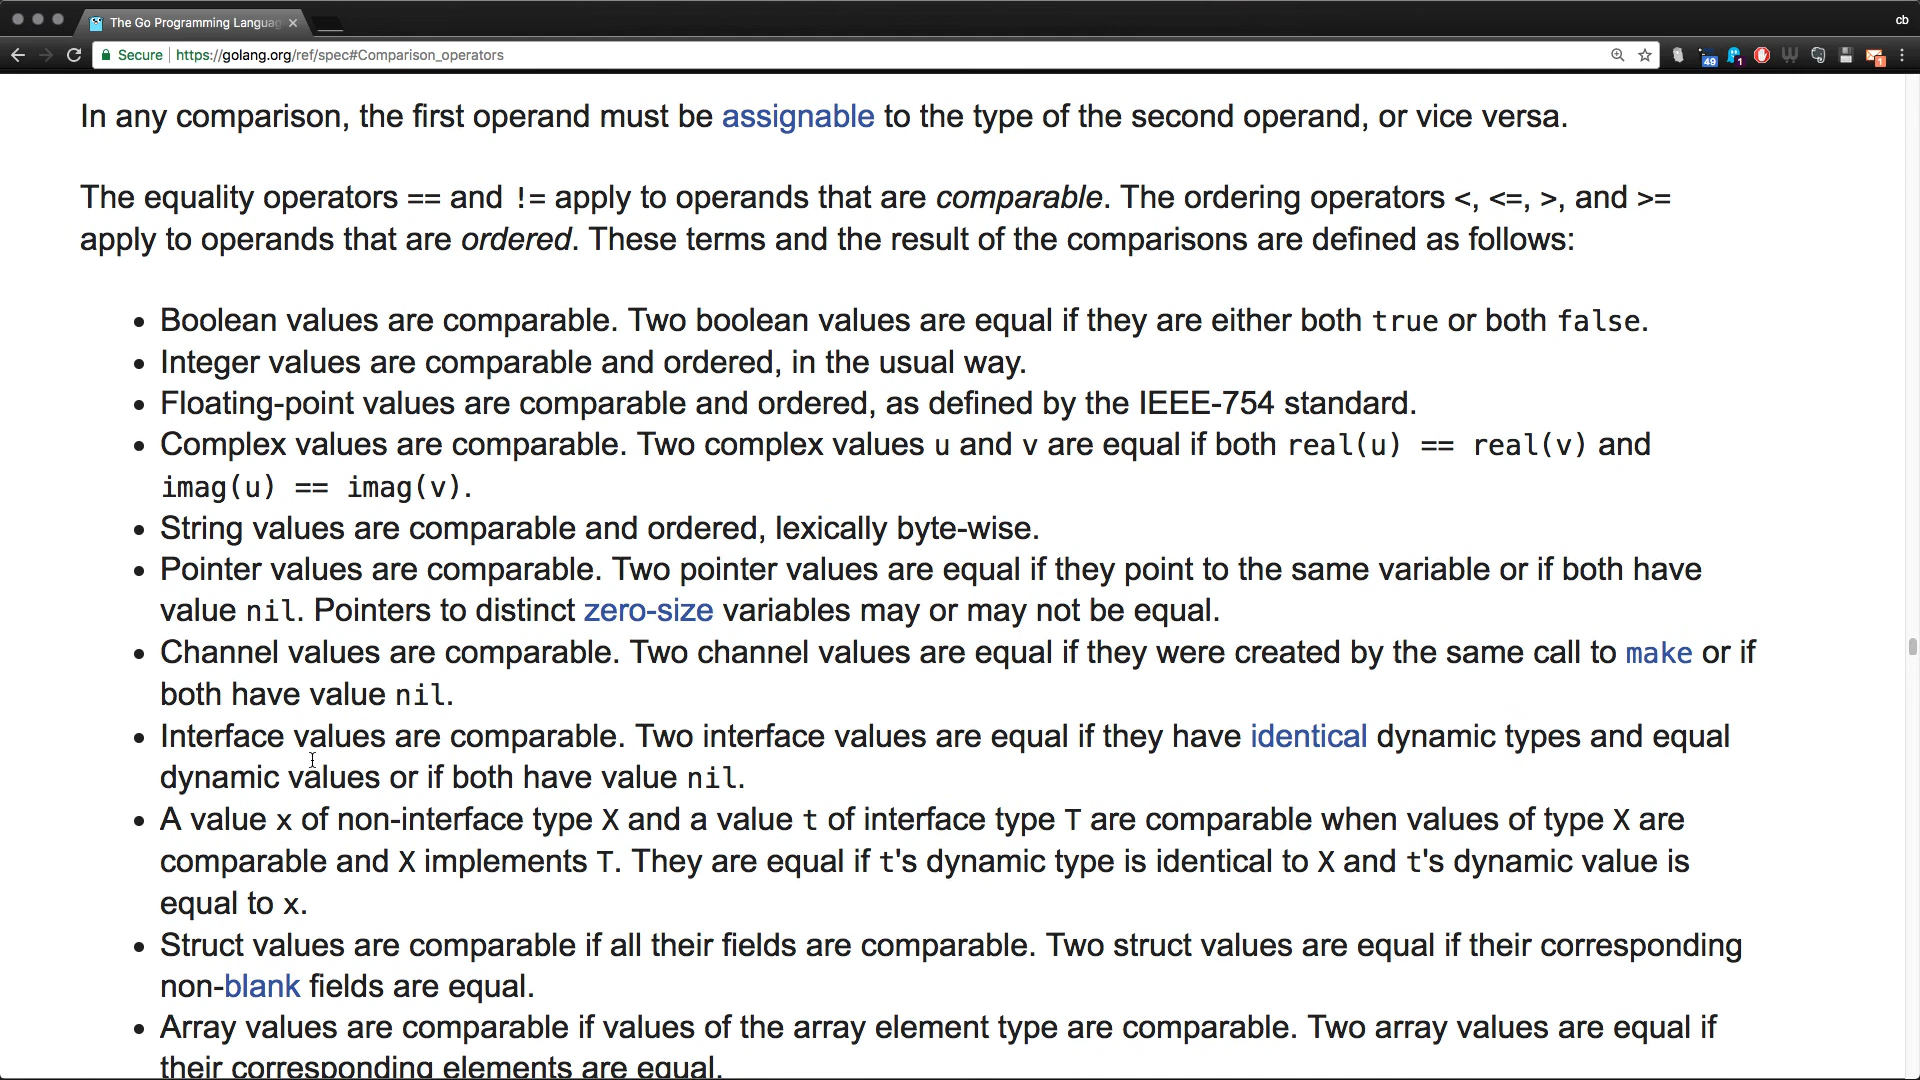 The Go Programming Langua
cb
Secure https://golang.org/ref/spec#Comparison_operators
49
1
1
In any comparison, the first operand must be assignable to the type of the second operand, or vice versa.
The equality operators == and != apply to operands that are comparable. The ordering operators <, <=, >, and >=
apply to operands that are ordered. These terms and the result of the comparisons are defined as follows:
• Boolean values are comparable. Two boolean values are equal if they are either both true or both false.
• Integer values are comparable and ordered, in the usual way.
• Floating-point values are comparable and ordered, as defined by the IEEE-754 standard.
• Complex values are comparable. Two complex values u and v are equal if both real(u) == real(v) and
imag(u) == imag(v).
• String values are comparable and ordered, lexically byte-wise.
• Pointer values are comparable. Two pointer values are equal if they point to the same variable or if both have
value nil. Pointers to distinct zero-size variables may or may not be equal.
• Channel values are comparable. Two channel values are equal if they were created by the same call to make or if
both have value nil.
• Interface values are comparable. Two interface values are equal if they have identical dynamic types and equal
dynamic values or if both have value nil.
• A value x of non-interface type X and a value t of interface type T are comparable when values of type X are
comparable and X implements T. They are equal if t's dynamic type is identical to X and t's dynamic value is
equal to x.
• Struct values are comparable if all their fields are comparable. Two struct values are equal if their corresponding
non-blank fields are equal.
• Array values are comparable if values of the array element type are comparable. Two array values are equal if
their corresponding elements are equal.